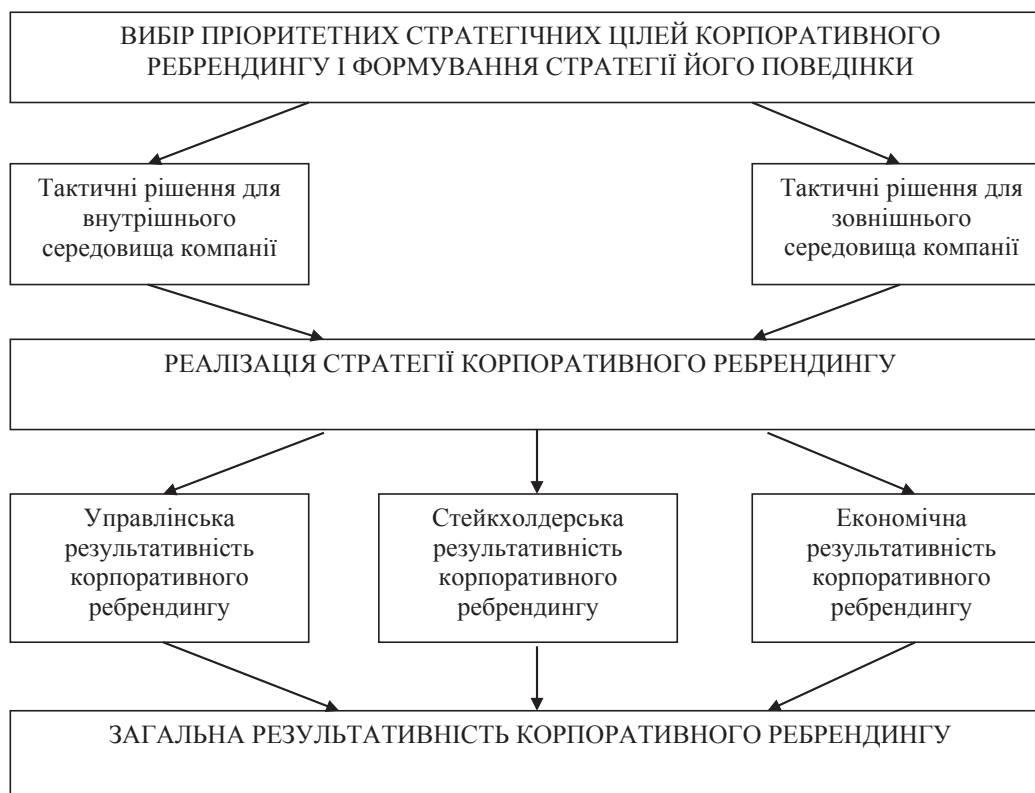 ВИБІР ПРІОРИТЕТНИХ СТРАТЕГІЧНИХ ЦІЛЕЙ КОРПОРАТИВНОГО
РЕБРЕНДИНГУ І ФОРМУВАННЯ СТРАТЕГІЇ ЙОГО ПОВЕДІНКИ
Тактичні рішення для
внутрішнього
середовища компанії
Тактичні рішення для
зовнішнього
середовища компанії
РЕАЛІЗАЦІЯ СТРАТЕГІЇ КОРПОРАТИВНОГО РЕБРЕНДИНГУ
Управлінська
результативність
корпоративного
ребрендингу
Стейкхолдерська
результативність
корпоративного
ребрендингу
Економічна
результативність
корпоративного
ребрендингу
ЗАГАЛЬНА РЕЗУЛЬТАТИВНІСТЬ КОРПОРАТИВНОГО РЕБРЕНДИНГУ